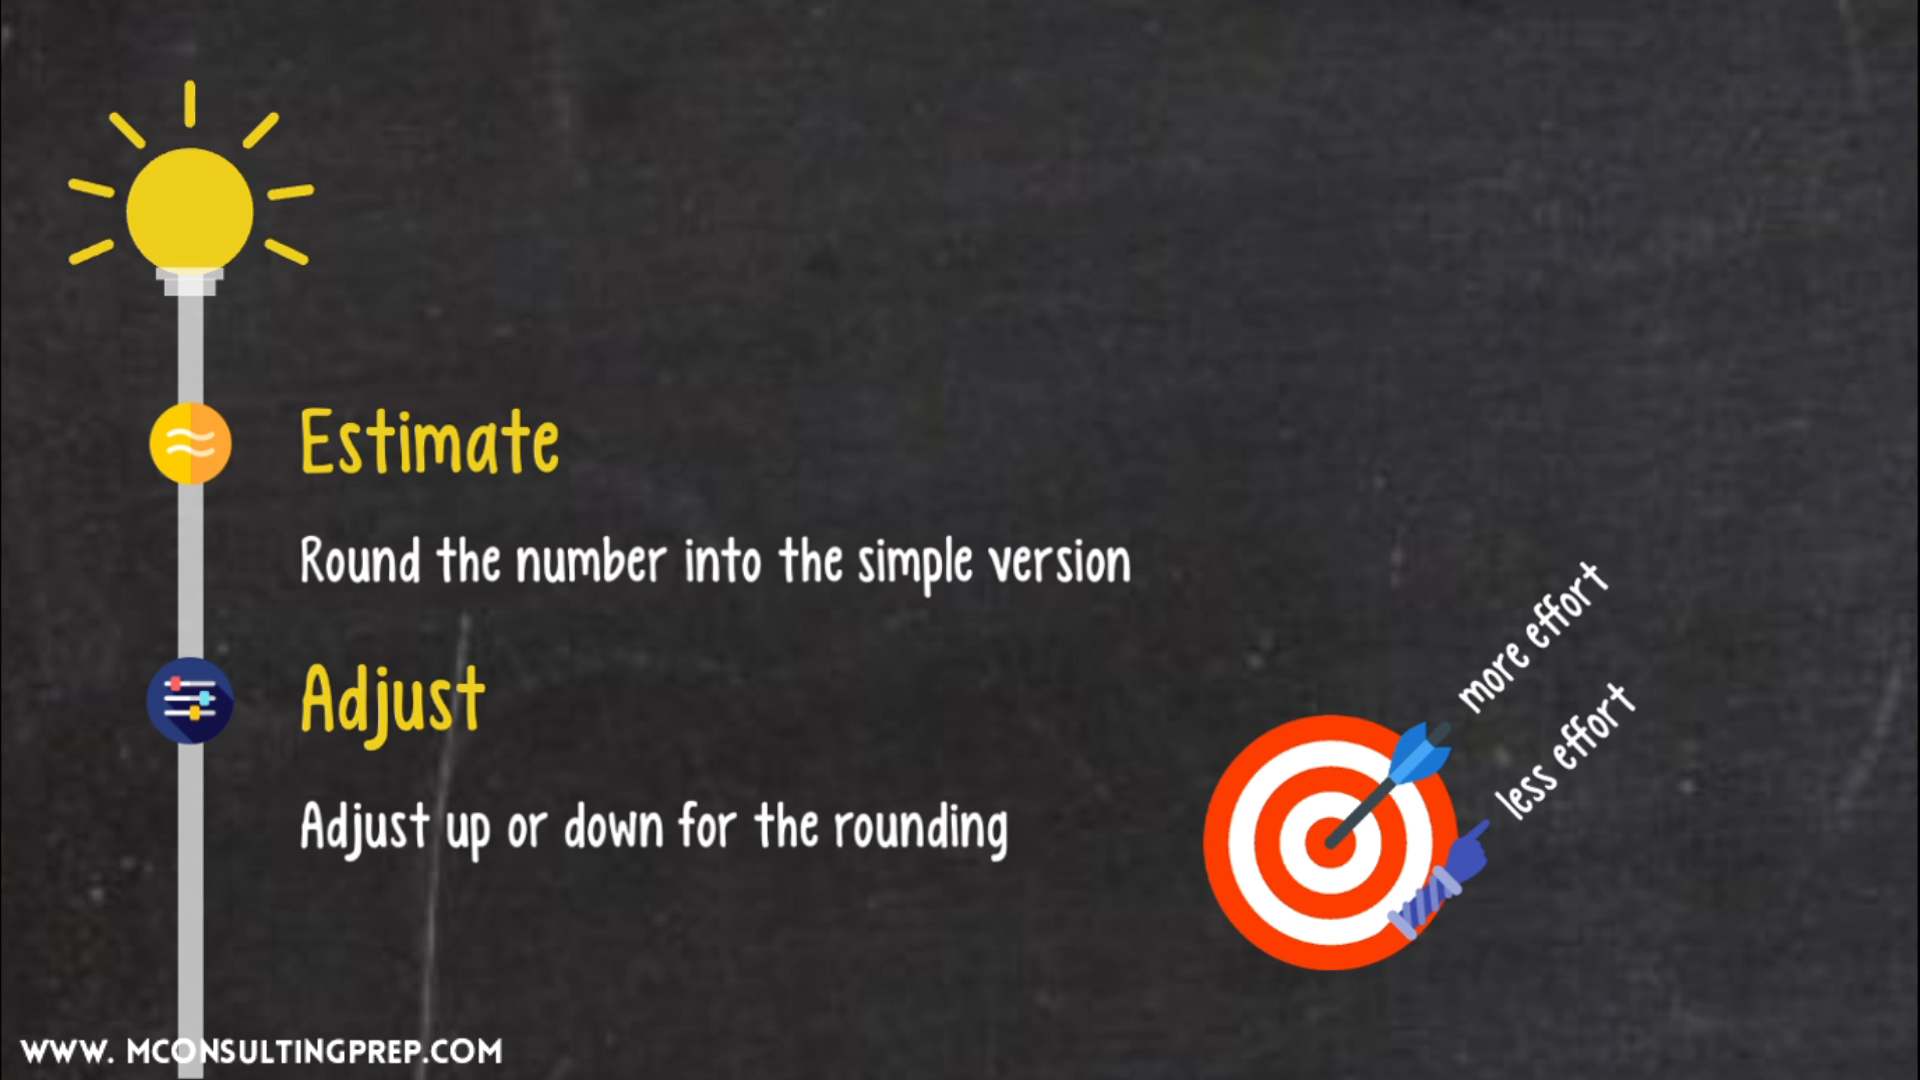 Estimate
Round the number into the simple version
Adjust
Adjust up or down for the rounding
more effort
less effort
WWW. MCONSULTINGPREP.COM